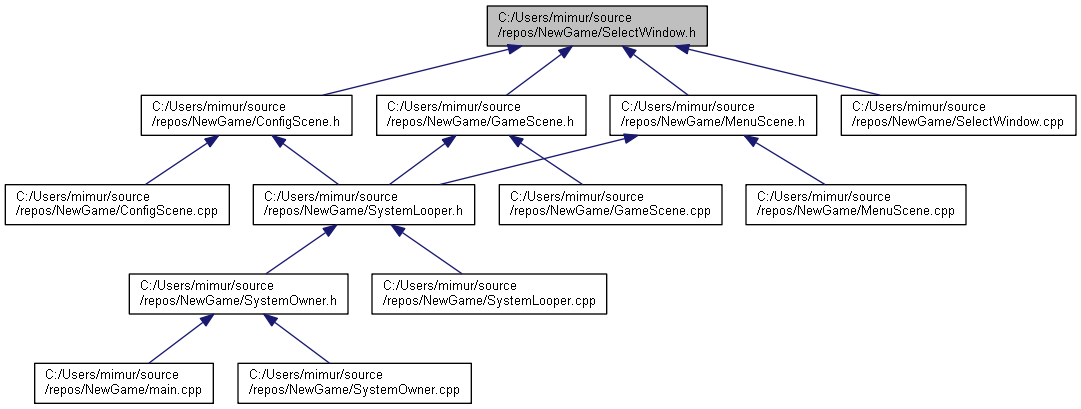 C:/Users/mimur/source
/repos/NewGame/SelectWindow.h
C:/Users/mimur/source
/repos/NewGame/ConfigScene.h
C:/Users/mimur/source
/repos/NewGame/GameScene.h
C:/Users/mimur/source
/repos/NewGame/MenuScene.h
C:/Users/mimur/source
/repos/NewGame/SelectWindow.cpp
C:/Users/mimur/source
/repos/NewGame/ConfigScene.cpp
C:/Users/mimur/source
/repos/NewGame/SystemLooper.h
C:/Users/mimur/source
/repos/NewGame/GameScene.cpp
C:/Users/mimur/source
/repos/NewGame/MenuScene.cpp
C:/Users/mimur/source
/repos/NewGame/SystemOwner.h
C:/Users/mimur/source
/repos/NewGame/SystemLooper.cpp
C:/Users/mimur/source
/repos/NewGame/main.cpp
C:/Users/mimur/source
/repos/NewGame/SystemOwner.cpp